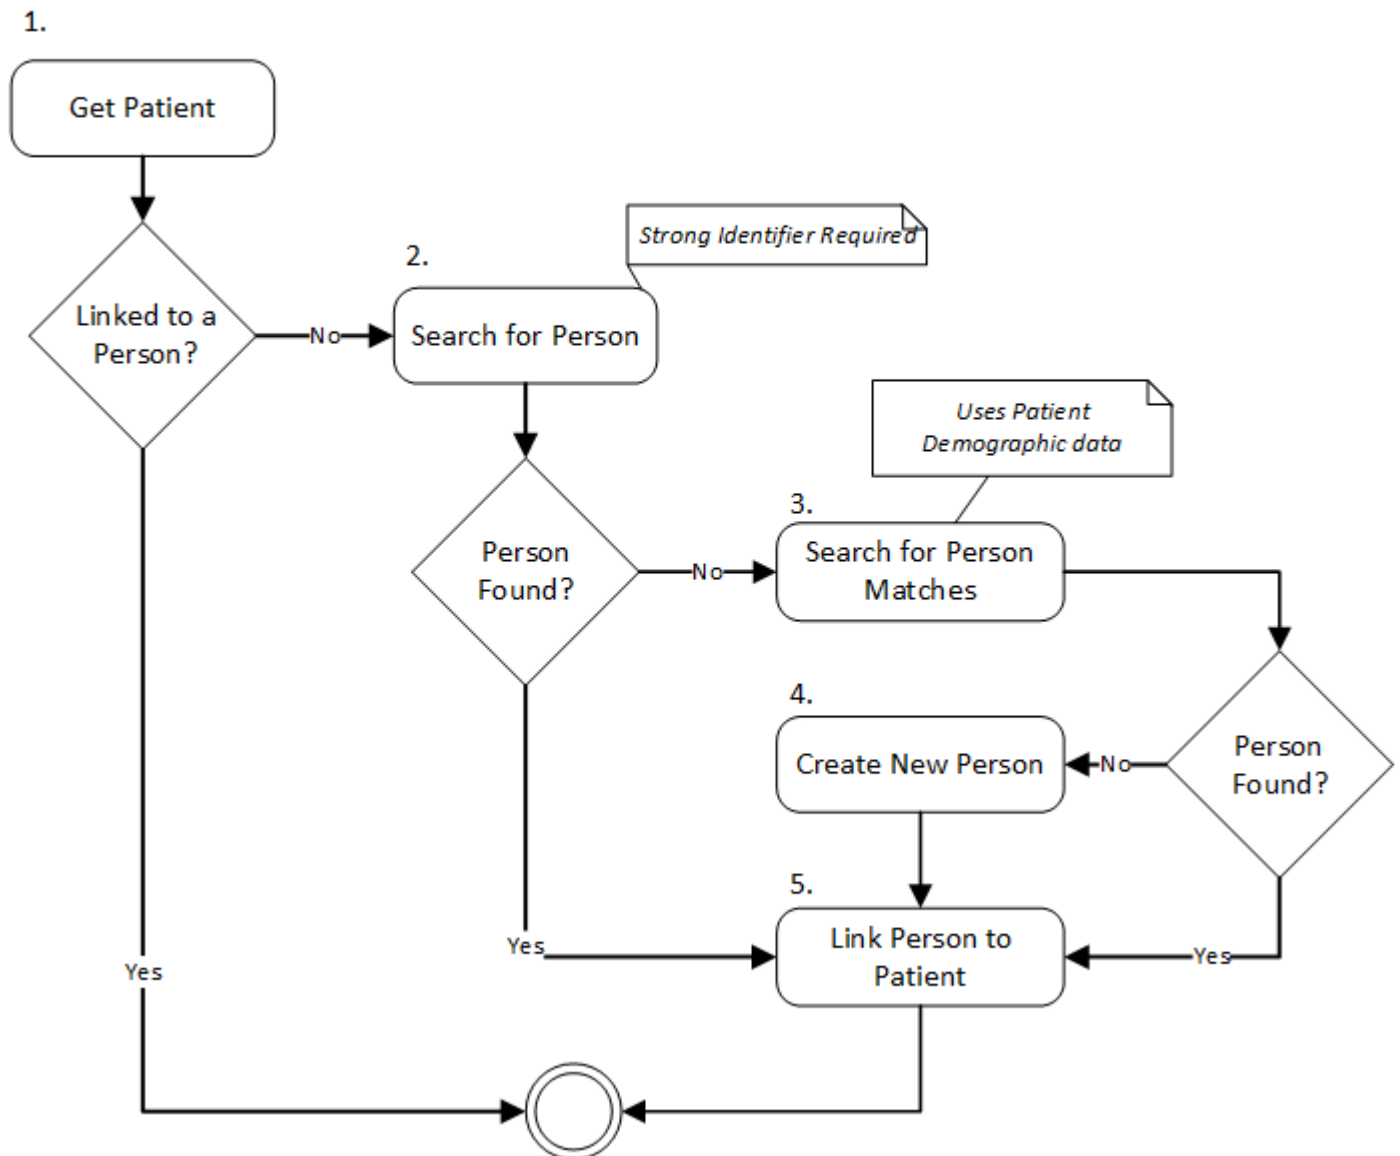 1.
Get Patient
Strong Identifier Required
2.
Linked to a
Person?
No
Search for Person
Uses Patient
Demographic data
3.
Person
Found?
No
Search for Person
Matches
4.
Create New Person
No
Person
Found?
5.
Link Person to
Patient
Yes
Yes
Yes